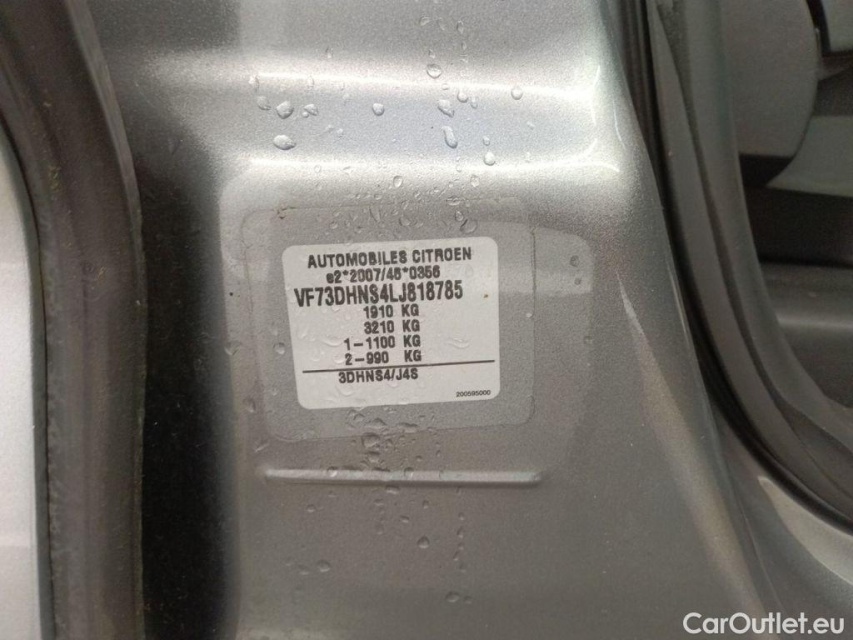 AUTOMOBILES CITROEN
e2*2007/46*0356
VF73DHNS4LJ818785
1910 KG
3210 KG
1-1100 KG
2-990 KG
3DHNS4/J4S
200595000
CarOutlet.eu